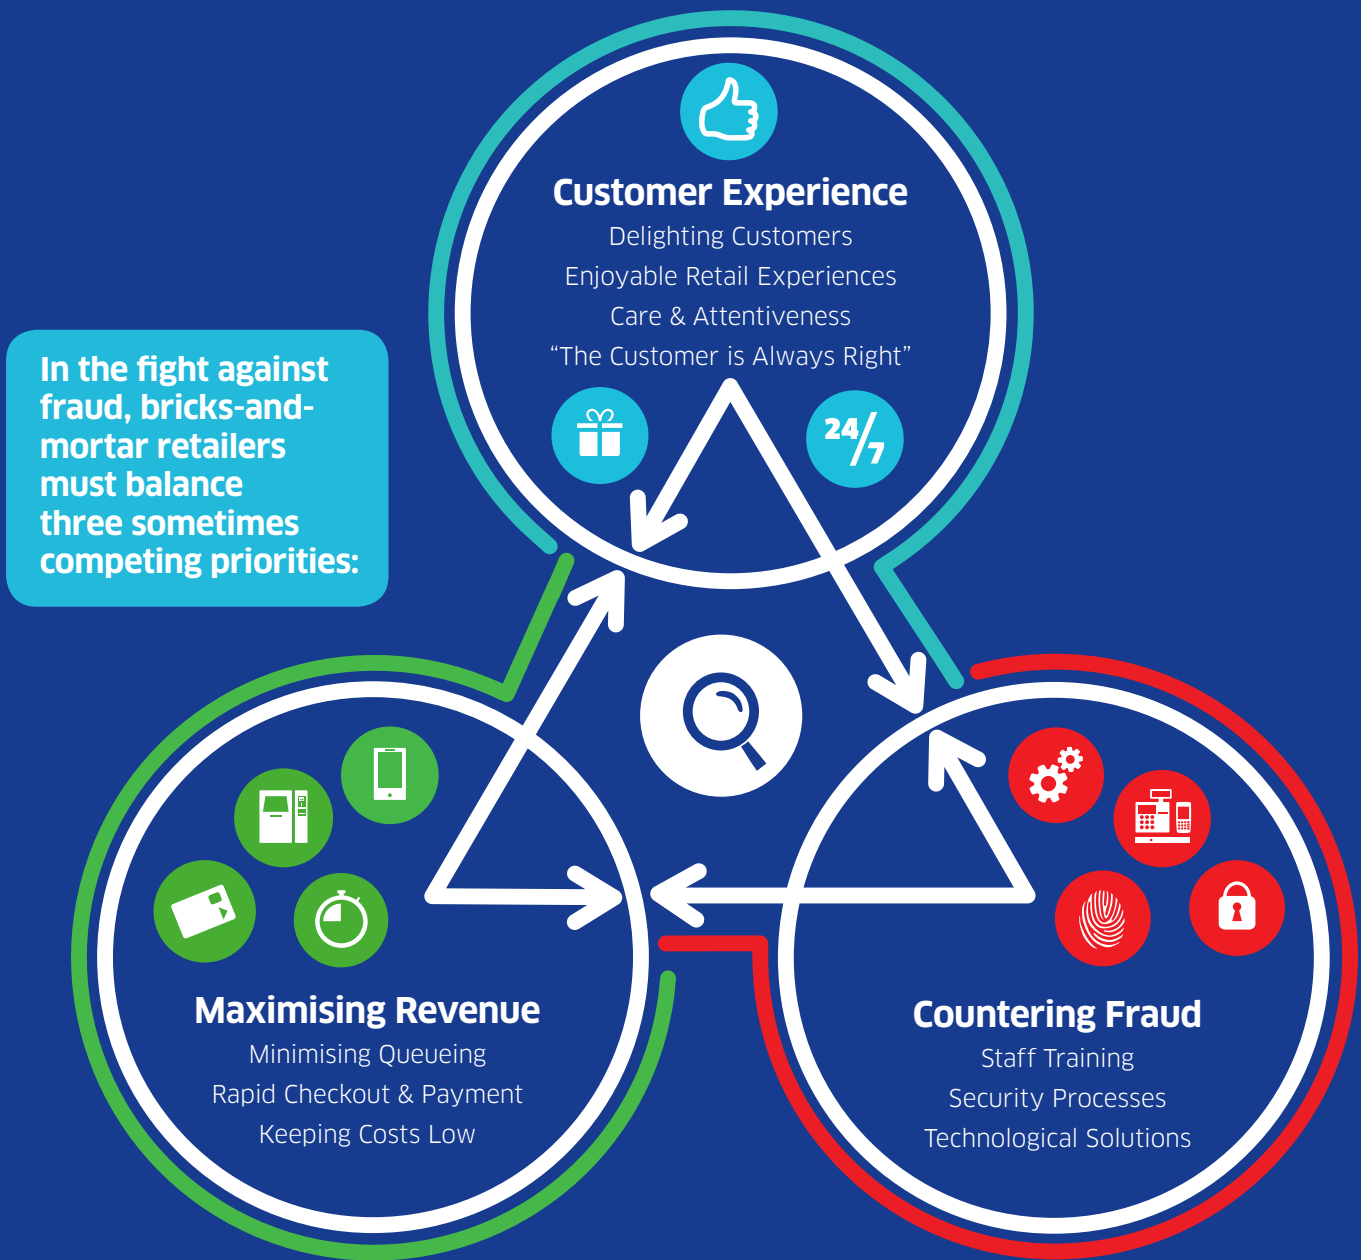 In the fight against
fraud, bricks-and-
mortar retailers
must balance
three sometimes
competing priorities:
Customer Experience
Delighting Customers
Enjoyable Retail Experiences
Care & Attentiveness
“The Customer is Always Right”
24/7
Maximising Revenue
Minimising Queueing
Rapid Checkout & Payment
Keeping Costs Low
Countering Fraud
Staff Training
Security Processes
Technological Solutions